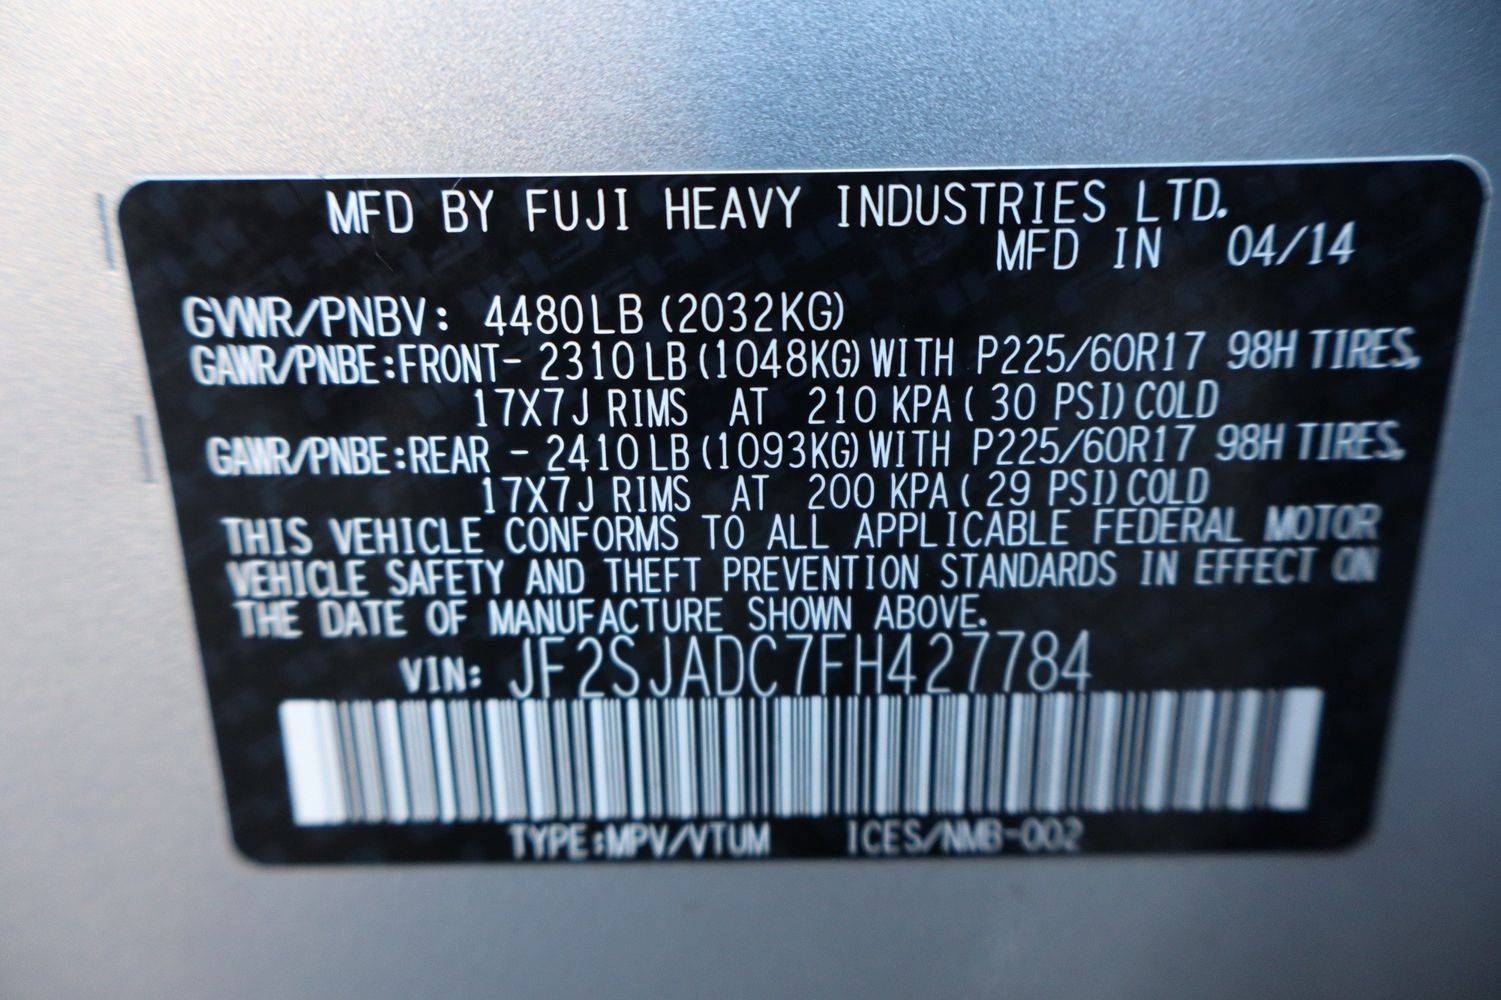 MFD BY FUJI HEAVY INDUSTRIES LTD.
MFD IN 04/14
GVWR/PNBV: 4480LB (2032KG)
GAWR/PNBE:FRONT- 2310LB (1048KG) WITH P225/60R17 98H TIRES,
17X7J RIMS AT 210 KPA ( 30 PSI) COLD
GAWR/PNBE:REAR - 2410LB (1093KG) WITH P225/60R17 98H TIRES,
17X7J RIMS AT 200 KPA ( 29 PSI) COLD
THIS VEHICLE CONFORMS TO ALL APPLICABLE FEDERAL MOTOR
VEHICLE SAFETY AND THEFT PREVENTION STANDARDS IN EFFECT ON
THE DATE OF MANUFACTURE SHOWN ABOVE.
VIN: JF2SJADC7FH427784
TYPE:MPV/VTUM ICES/NMB-002